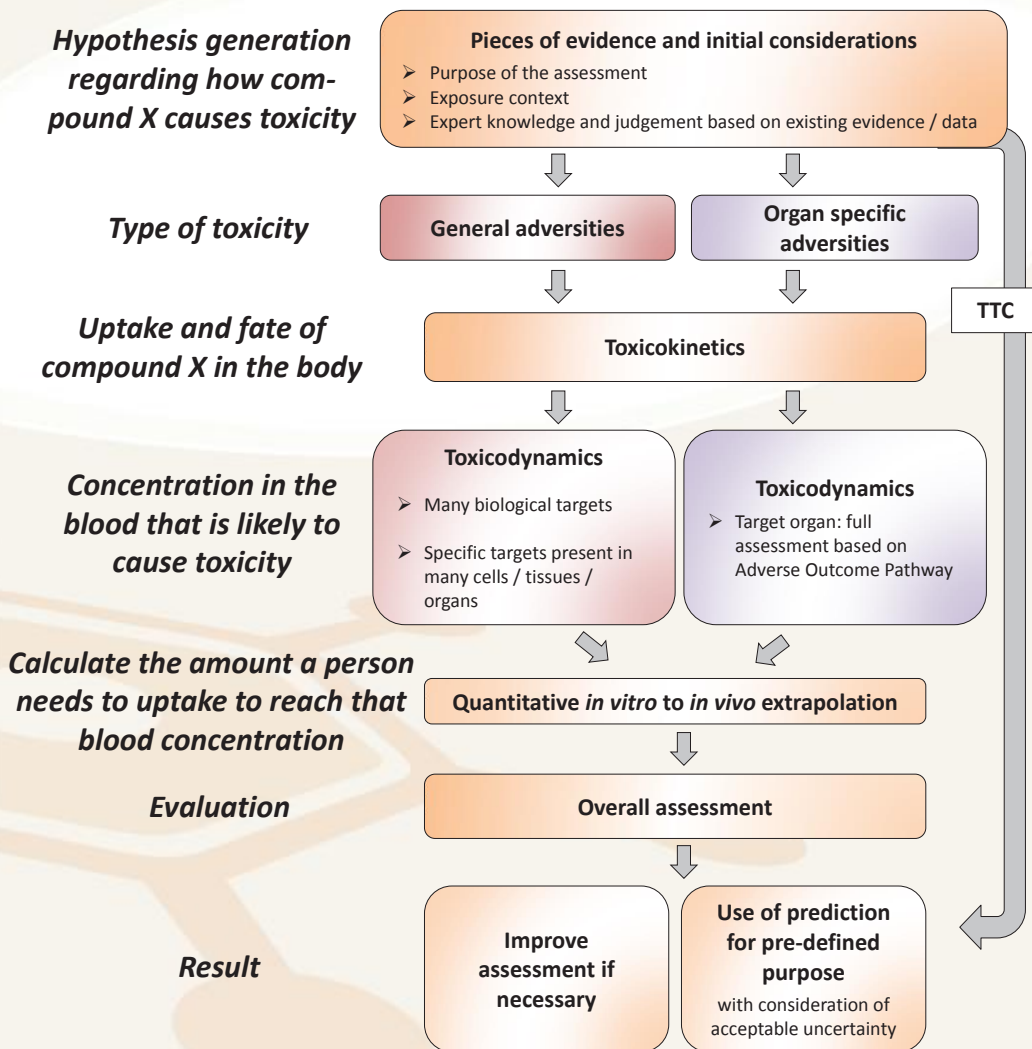 Hypothesis generation
regarding how com-
pound X causes toxicity
Pieces of evidence and initial considerations
➢ Purpose of the assessment
➢ Exposure context
➢ Expert knowledge and judgement based on existing evidence / data
Type of toxicity
General adversities
Organ specific
adversities
TTC
Uptake and fate of
compound X in the body
Toxicokinetics
Concentration in the
blood that is likely to
cause toxicity
Toxicodynamics
➢ Many biological targets
➢ Specific targets present in
many cells / tissues /
organs
Toxicodynamics
➢ Target organ: full
assessment based on
Adverse Outcome Pathway
Calculate the amount a person
needs to uptake to reach that
blood concentration
Quantitative in vitro to in vivo extrapolation
Evaluation
Overall assessment
Result
Improve
assessment if
necessary
Use of prediction
for pre-defined
purpose
with consideration of
acceptable uncertainty